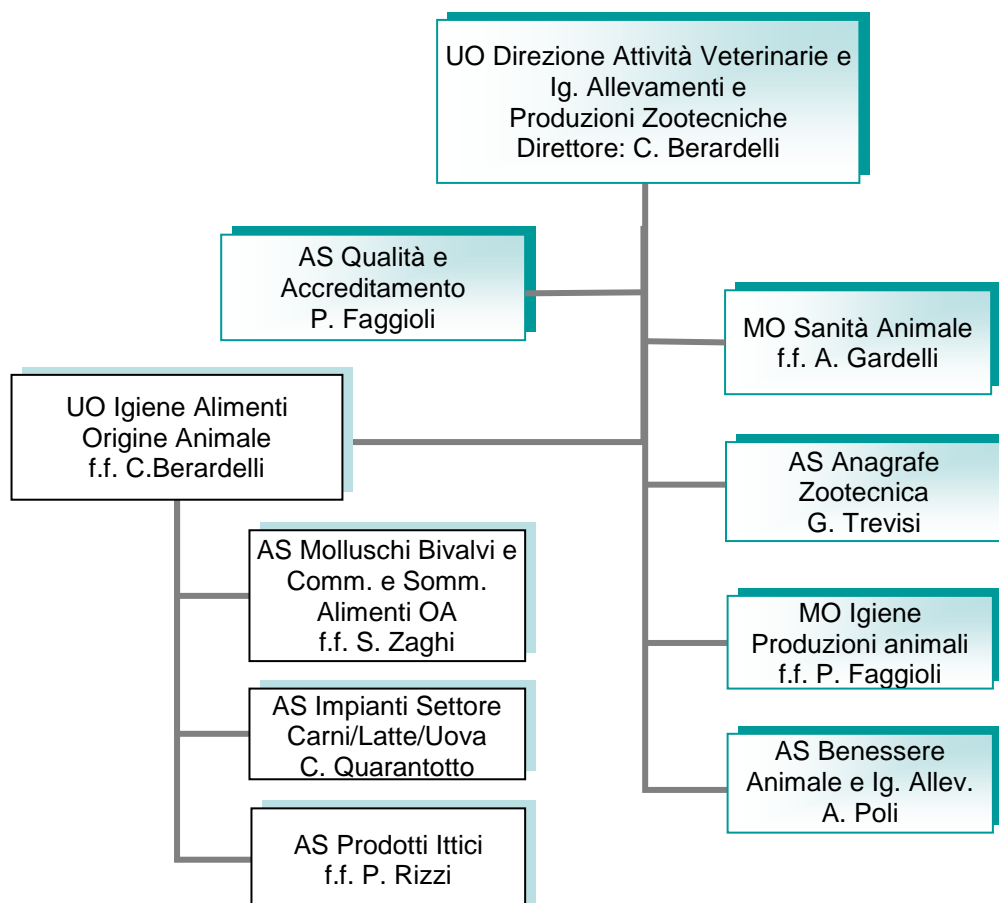 UO Direzione Attività Veterinarie e
Ig. Allevamenti e
Produzioni Zootecniche
Direttore: C. Berardelli
AS Qualità e
Accreditamento
P. Faggioli
MO Sanità Animale
f.f. A. Gardelli
UO Igiene Alimenti
Origine Animale
f.f. C.Berardelli
AS Anagrafe
Zootecnica
G. Trevisi
AS Molluschi Bivalvi e
Comm. e Somm.
Alimenti OA
f.f. S. Zaghi
MO Igiene
Produzioni animali
f.f. P. Faggioli
AS Impianti Settore
Carni/Latte/Uova
C. Quarantotto
AS Benessere
Animale e Ig. Allev.
A. Poli
AS Prodotti Ittici
f.f. P. Rizzi